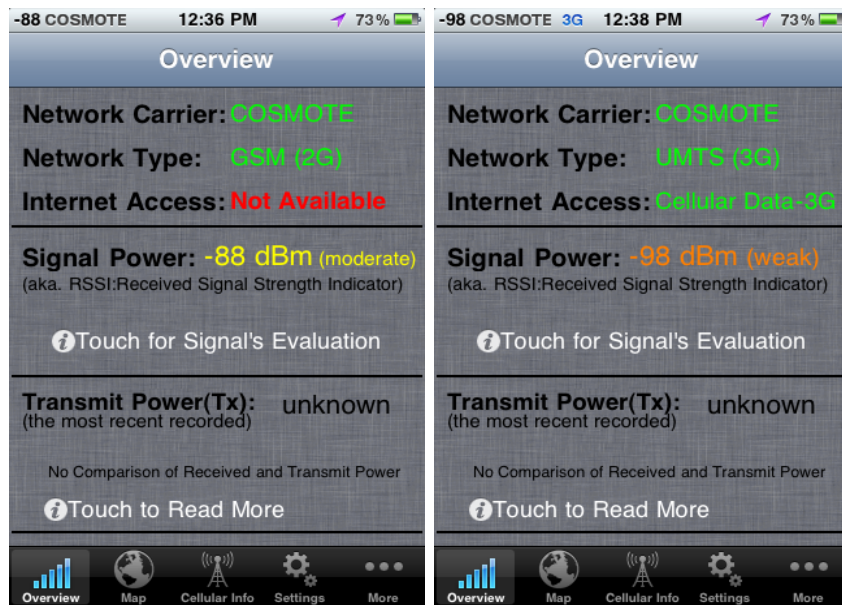 -88 COSMOTE 12:36 PM 73%
Overview
Network Carrier: COSMOTE
Network Type: GSM (2G)
Internet Access: Not Available
Signal Power: -88 dBm (moderate)
(aka. RSSI:Received Signal Strength Indicator)
Touch for Signal's Evaluation
Transmit Power(Tx): unknown
(the most recent recorded)
No Comparison of Received and Transmit Power
Touch to Read More
Overview Map Cellular Info Settings More
-98 COSMOTE 3G 12:38 PM 73%
Overview
Network Carrier: COSMOTE
Network Type: UMTS (3G)
Internet Access: Cellular Data-3G
Signal Power: -98 dBm (weak)
(aka. RSSI:Received Signal Strength Indicator)
Touch for Signal's Evaluation
Transmit Power(Tx): unknown
(the most recent recorded)
No Comparison of Received and Transmit Power
Touch to Read More
Overview Map Cellular Info Settings More